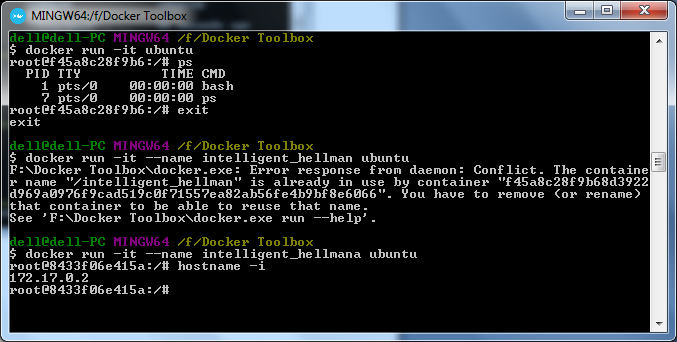 MINGW64:/f/Docker Toolbox
dell@dell-PC MINGW64 /f/Docker Toolbox
$ docker run -it ubuntu
root@f45a8c28f9b6:/# ps
PID TTY TIME CMD
1 pts/0 00:00:00 bash
7 pts/0 00:00:00 ps
root@f45a8c28f9b6:/# exit
exit
dell@dell-PC MINGW64 /f/Docker Toolbox
$ docker run -it --name intelligent_hellman ubuntu
F:\Docker Toolbox\docker.exe: Error response from daemon: Conflict. The containe
r name "/intelligent_hellman" is already in use by container "f45a8c28f9b68d3922
d969a0976f9cad519c0f71557ea82ab56fe4b9bf8e6066". You have to remove (or rename)
that container to be able to reuse that name.
See 'F:\Docker Toolbox\docker.exe run --help'.
dell@dell-PC MINGW64 /f/Docker Toolbox
$ docker run -it --name intelligent_hellmana ubuntu
root@8433f06e415a:/# hostname -i
172.17.0.2
root@8433f06e415a:/#